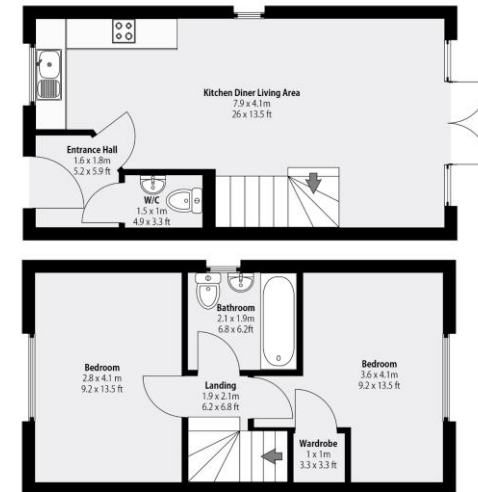 Kitchen Diner Living Area
7.9 x 4.1m
26 x 13.5 ft
Entrance Hall
1.6 x 1.8m
5.2 x 5.9 ft
W/C
1.5 x 1m
4.9 x 3.3 ft
Bathroom
2.1 x 1.9m
6.8 x 6.2ft
Bedroom
2.8 x 4.1 m
9.2 x 13.5 ft
Bedroom
3.6 x 4.1m
9.2 x 13.5 ft
Landing
1.9 x 2.1m
6.2 x 6.8 ft
Wardrobe
1 x 1m
3.3 x 3.3 ft